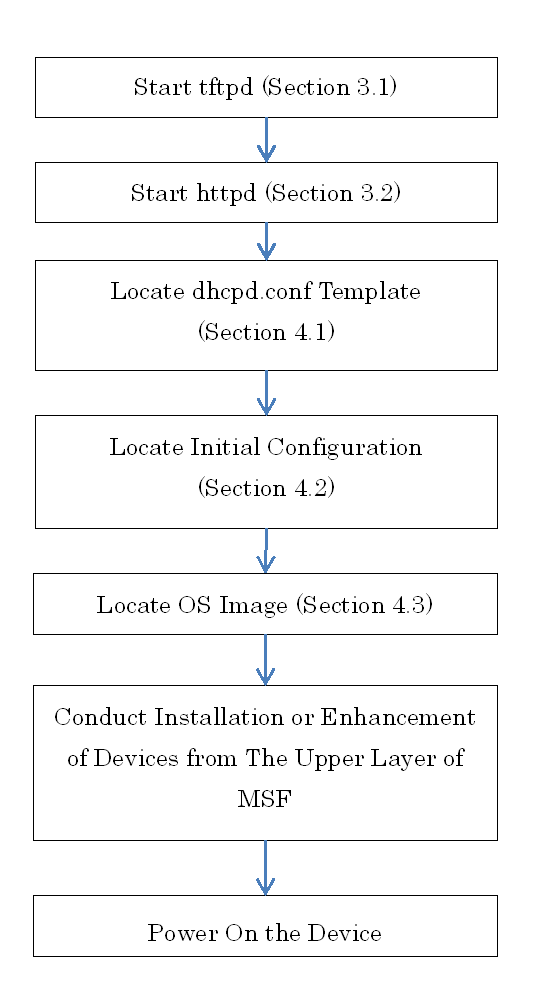 Start tftpd (Section 3.1)
Start httpd (Section 3.2)
Locate dhcpd.conf Template
(Section 4.1)
Locate Initial Configuration
(Section 4.2)
Locate OS Image (Section 4.3)
Conduct Installation or Enhancement
of Devices from The Upper Layer of
MSF
Power On the Device